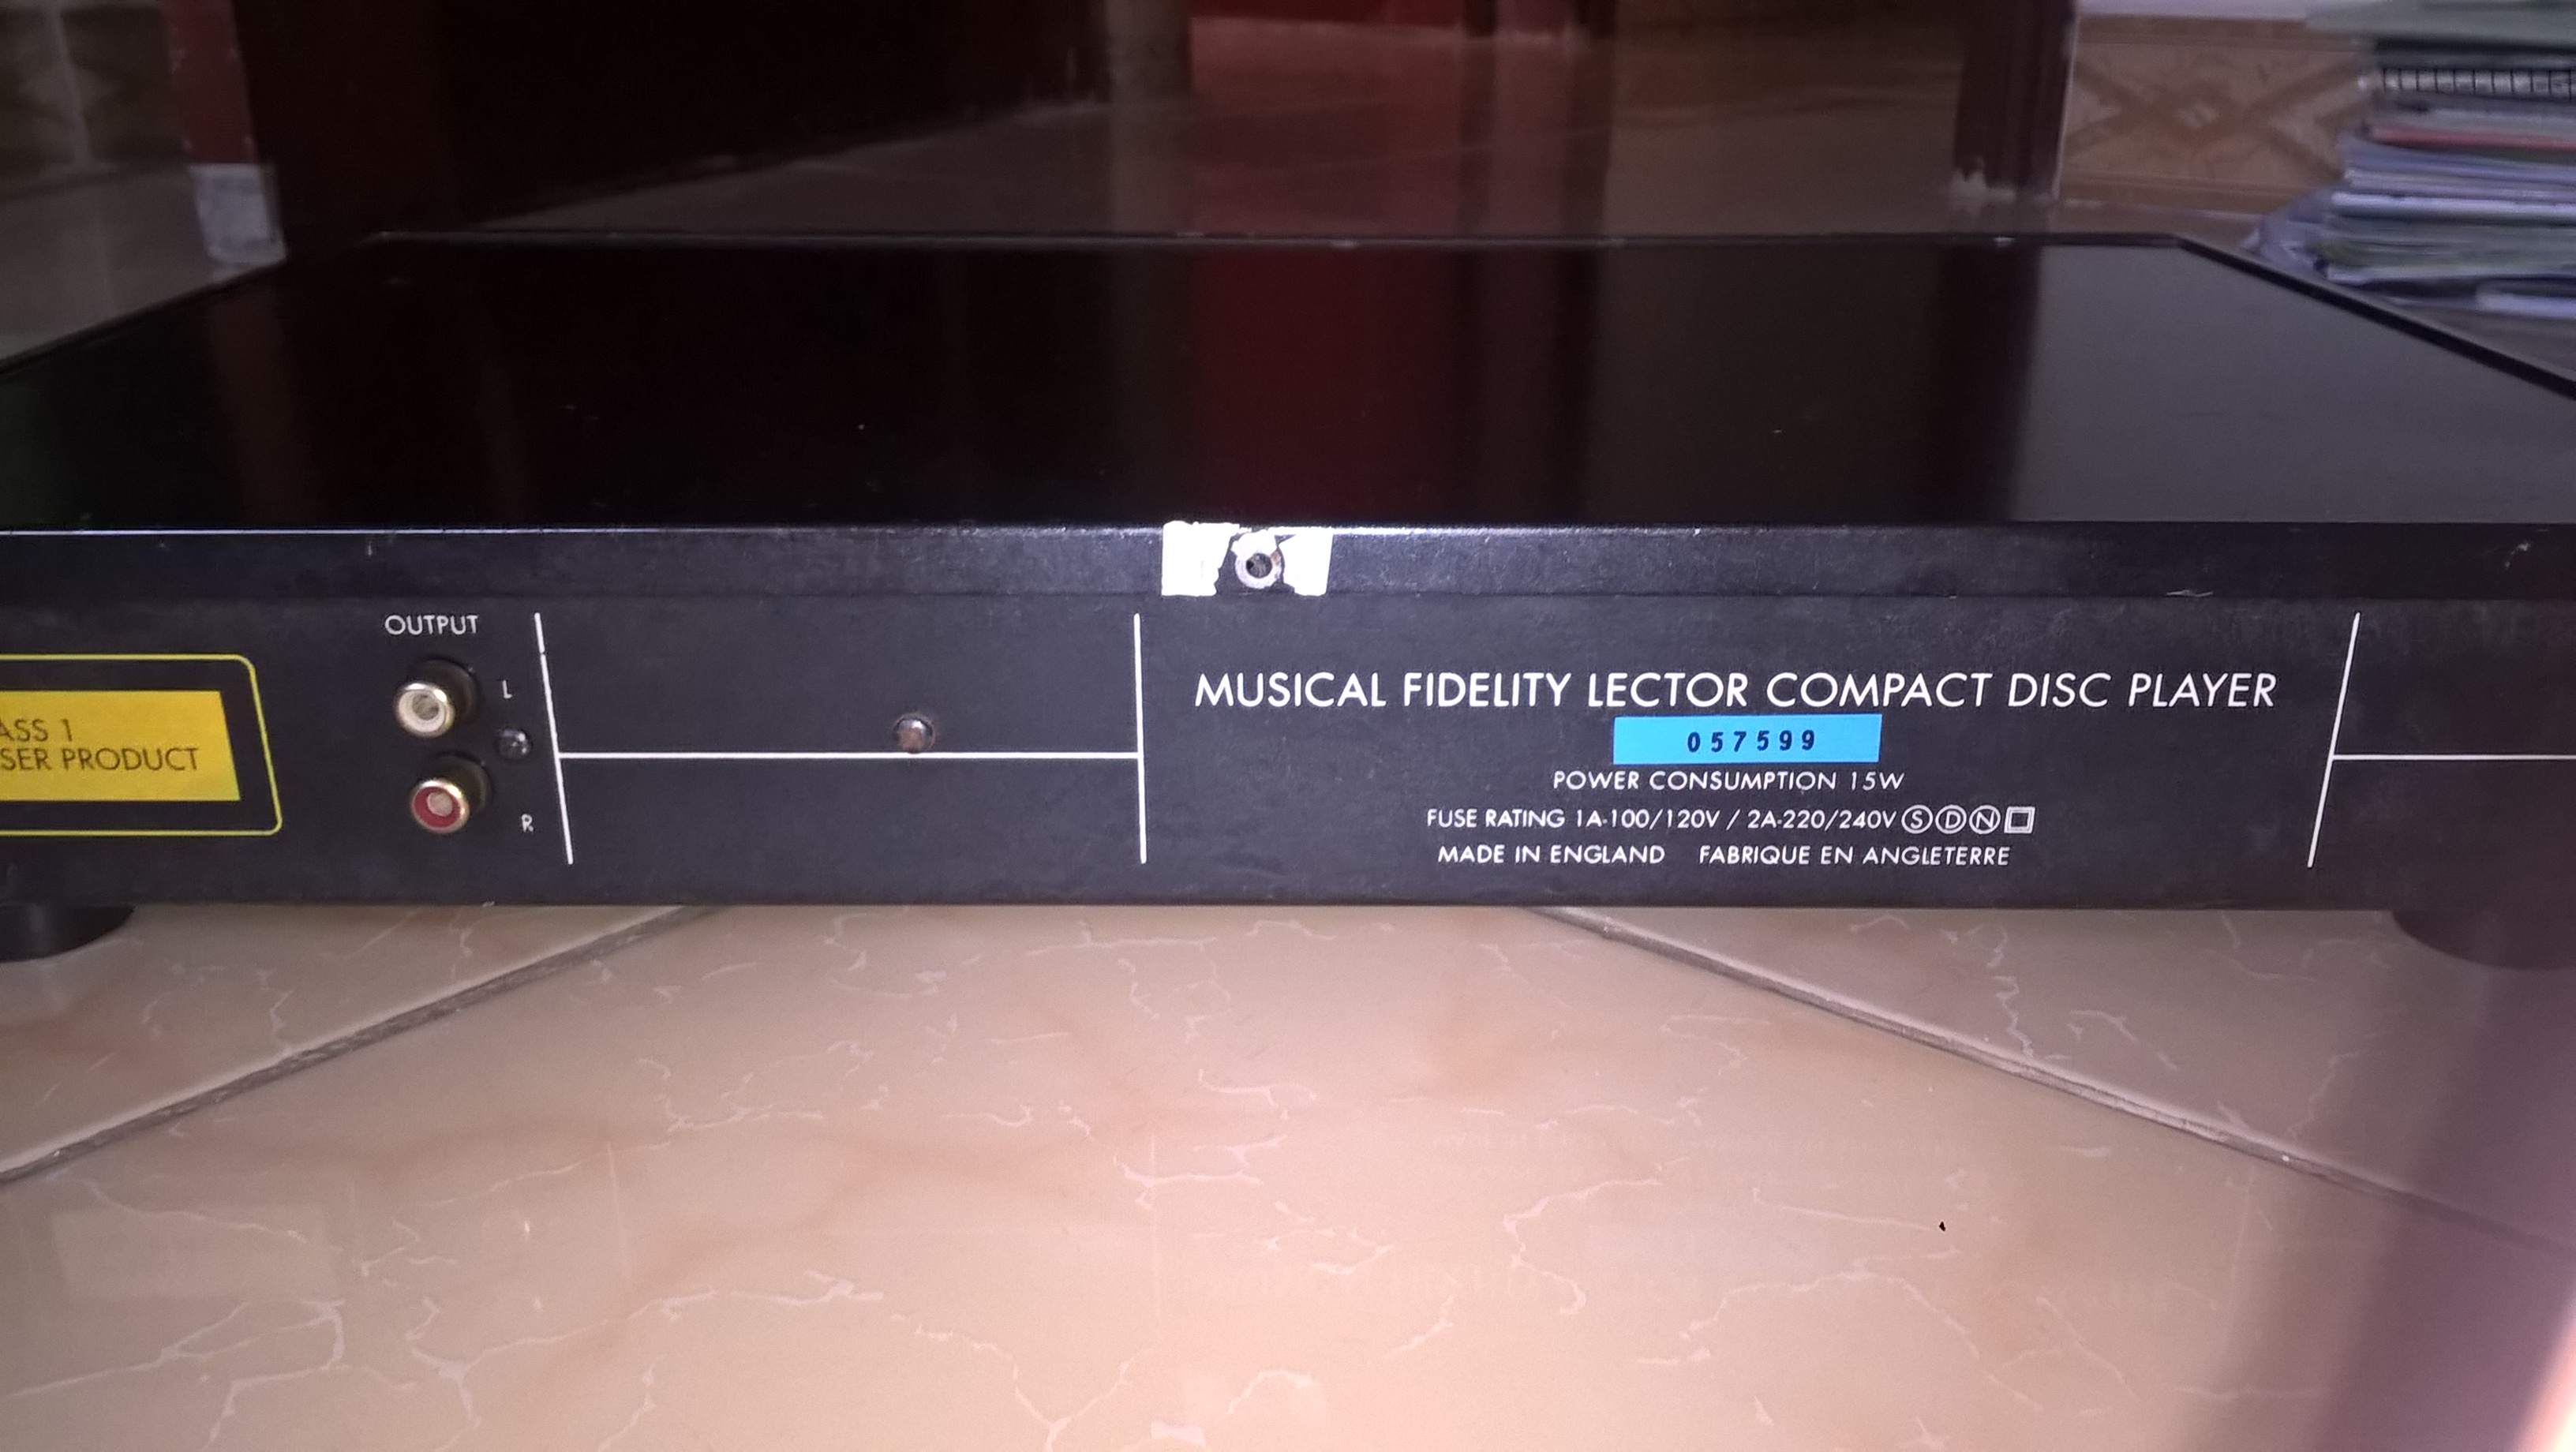 OUTPUT
L
R
ASS 1
SER PRODUCT
MUSICAL FIDELITY LECTOR COMPACT DISC PLAYER
057599
POWER CONSUMPTION 15W
FUSE RATING 1A-100/120V / 2A-220/240V Ⓢ Ⓓ Ⓝ
MADE IN ENGLAND FABRIQUE EN ANGLETERRE